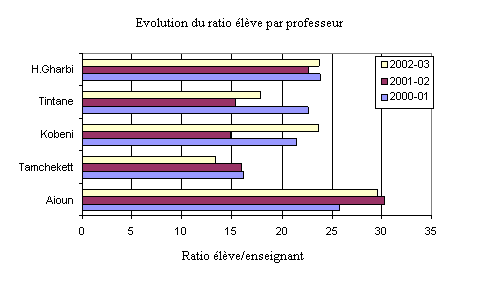 Evolution du ratio élève par professeur
H.Gharbi
Tintane
Kobeni
Tamchekett
Aioun
2002-03
2001-02
2000-01
0 5 10 15 20 25 30 35
Ratio élève/enseignant